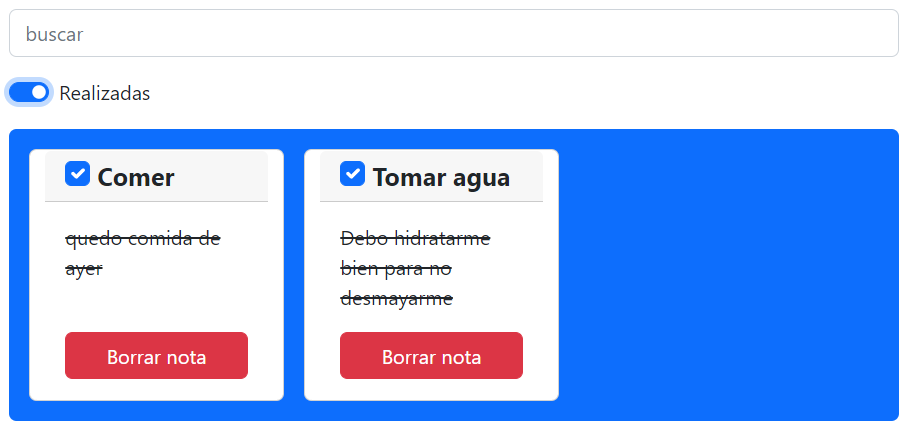 buscar
Realizadas
Comer
quedo comida de
ayer
Borrar nota
Tomar agua
Debo hidratarme
bien para no
desmayarme
Borrar nota